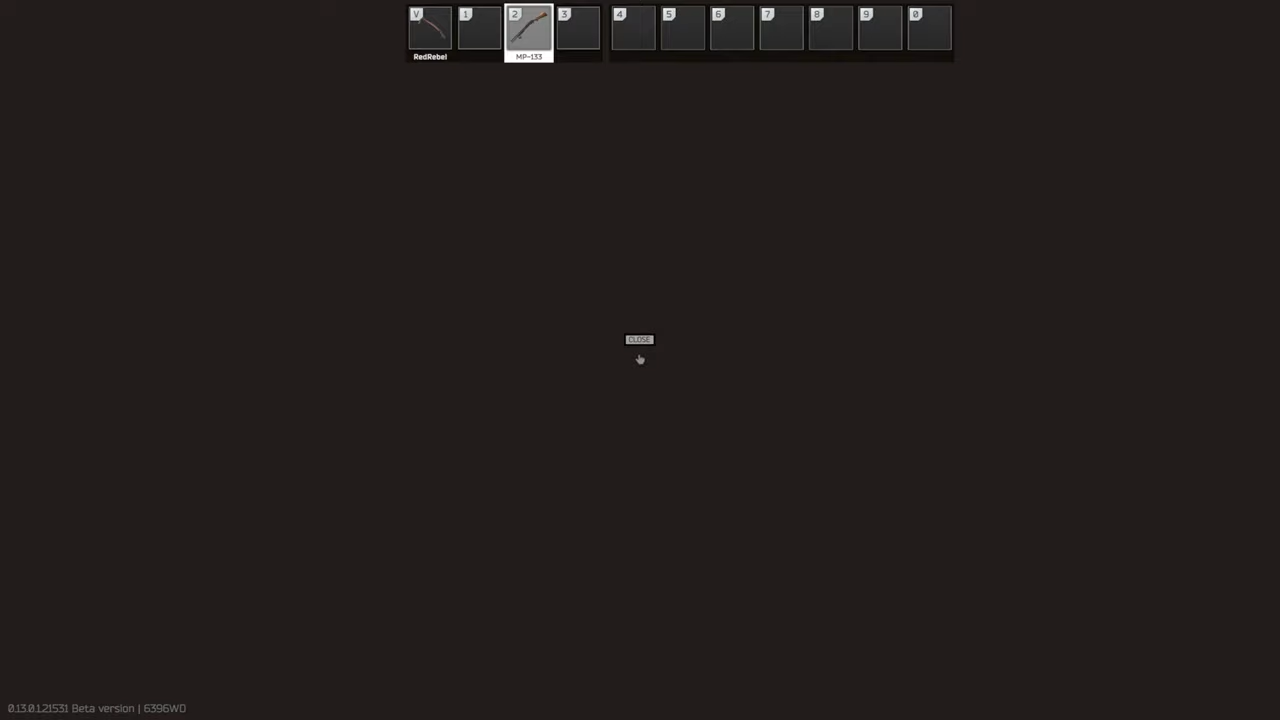 V 1 2 3 4 5 6 7 8 9 0
RedRebel MP-133
CLOSE
0.13.0.1.21531 Beta version | 6396WD